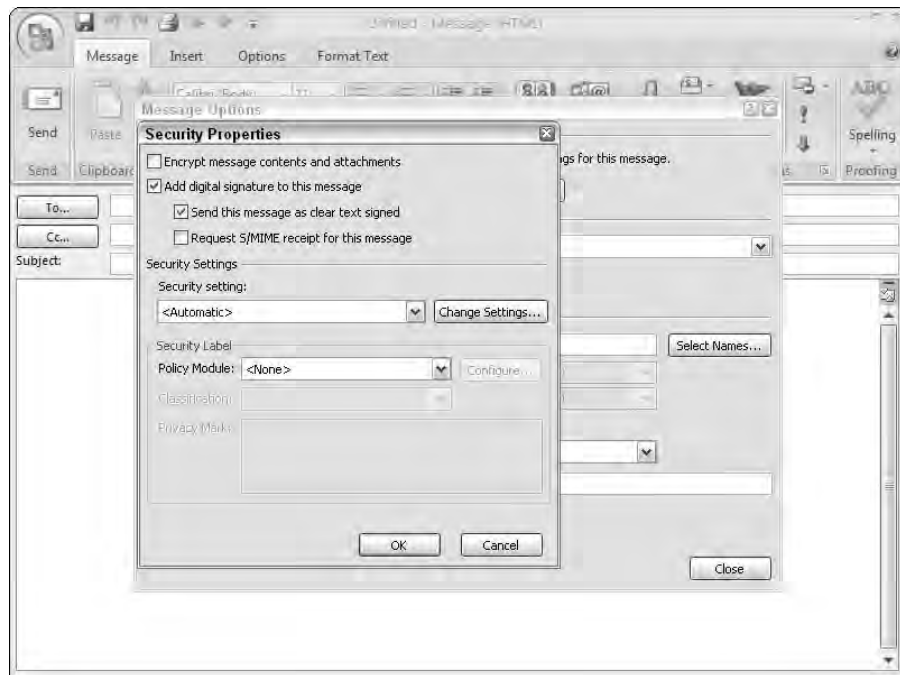 Untitled - Message (HTML)
Message Insert Options Format Text
Calibri (Body) 11
Send Paste Spelling
Send Clipboard Proofing
Message Options
Security Properties
Encrypt message contents and attachments
gs for this message.
Add digital signature to this message
Send this message as clear text signed
Request S/MIME receipt for this message
To...
Cc...
Subject:
Security Settings
Security setting:
<Automatic> Change Settings...
Security Label
Policy Module: <None> Configure...
Select Names...
Classification:
Privacy Mark:
OK Cancel
Close